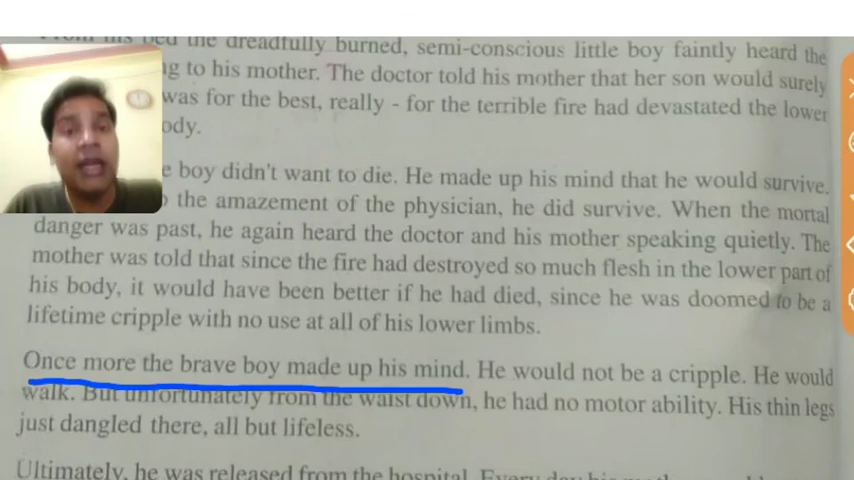 From his bed the dreadfully burned, semi-conscious little boy faintly heard the
ng to his mother. The doctor told his mother that her son would surely
was for the best, really - for the terrible fire had devastated the lower
ody.
e boy didn't want to die. He made up his mind that he would survive.
the amazement of the physician, he did survive. When the mortal
danger was past, he again heard the doctor and his mother speaking quietly. The
mother was told that since the fire had destroyed so much flesh in the lower part of
his body, it would have been better if he had died, since he was doomed to be a
lifetime cripple with no use at all of his lower limbs.
Once more the brave boy made up his mind. He would not be a cripple. He would
walk. But unfortunately from the waist down, he had no motor ability. His thin legs
just dangled there, all but lifeless.
Ultimately, he was released from the hospital. Every day his